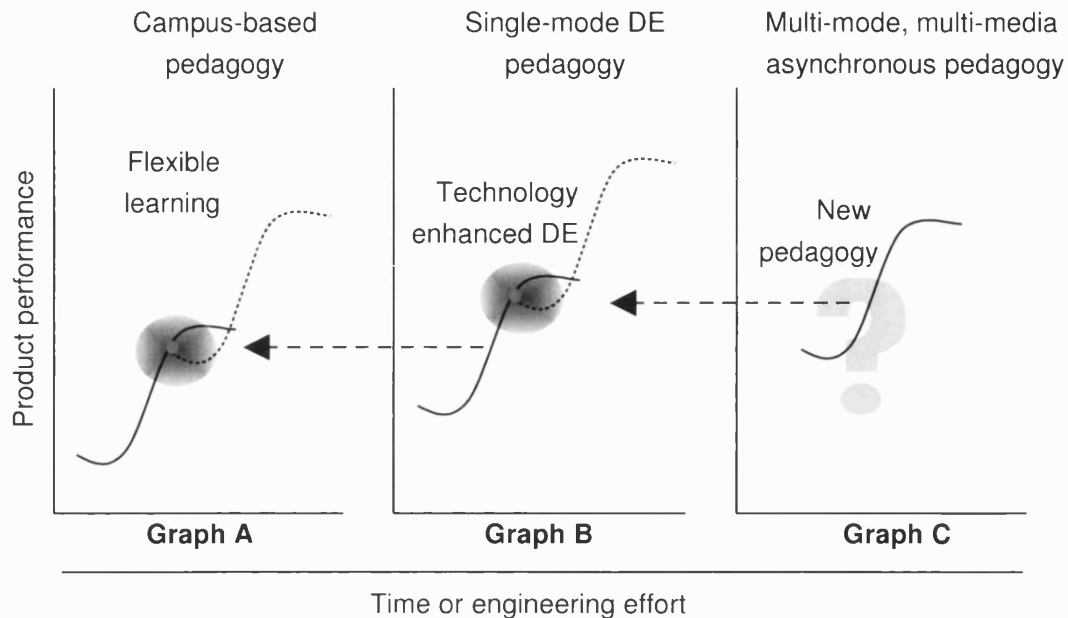 Campus-based
pedagogy
Single-mode DE
pedagogy
Multi-mode, multi-media
asynchronous pedagogy
Product performance
Flexible
learning
Technology
enhanced DE
New
pedagogy
?
Graph A
Graph B
Graph C
Time or engineering effort